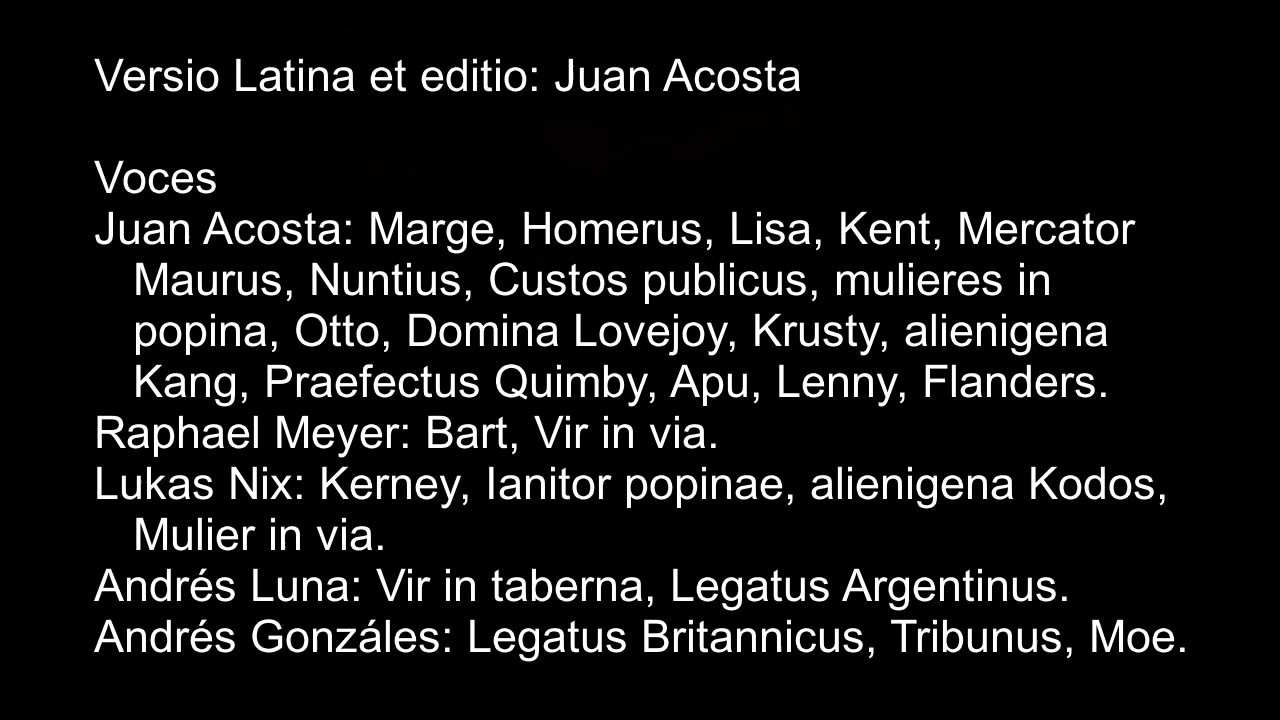 Versio Latina et editio: Juan Acosta
Voces
Juan Acosta: Marge, Homerus, Lisa, Kent, Mercator
Maurus, Nuntius, Custos publicus, mulieres in
popina, Otto, Domina Lovejoy, Krusty, alienigena
Kang, Praefectus Quimby, Apu, Lenny, Flanders.
Raphael Meyer: Bart, Vir in via.
Lukas Nix: Kerney, Ianitor popinae, alienigena Kodos,
Mulier in via.
Andrés Luna: Vir in taberna, Legatus Argentinus.
Andrés Gonzáles: Legatus Britannicus, Tribunus, Moe.